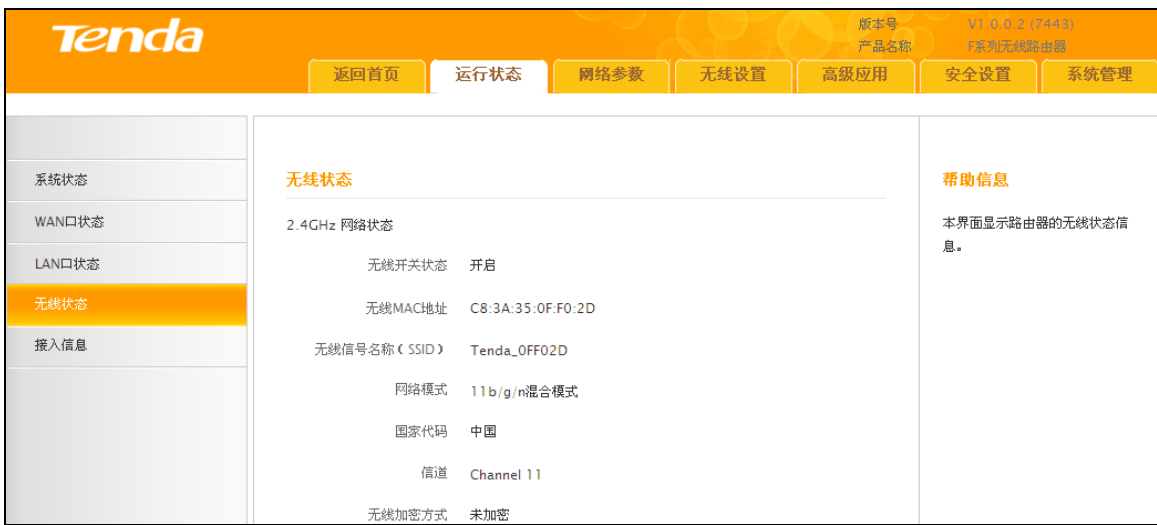 Tenda
版本号 V1.0.0.2 (7443)
产品名称 F系列无线路由器
返回首页 运行状态 网络参数 无线设置 高级应用 安全设置 系统管理
系统状态
WAN口状态
LAN口状态
无线状态
接入信息
无线状态
2.4GHz 网络状态
无线开关状态 开启
无线MAC地址 C8:3A:35:0F:F0:2D
无线信号名称（SSID） Tenda_0FF02D
网络模式 11b/g/n混合模式
国家代码 中国
信道 Channel 11
无线加密方式 未加密
帮助信息
本界面显示路由器的无线状态信
息。